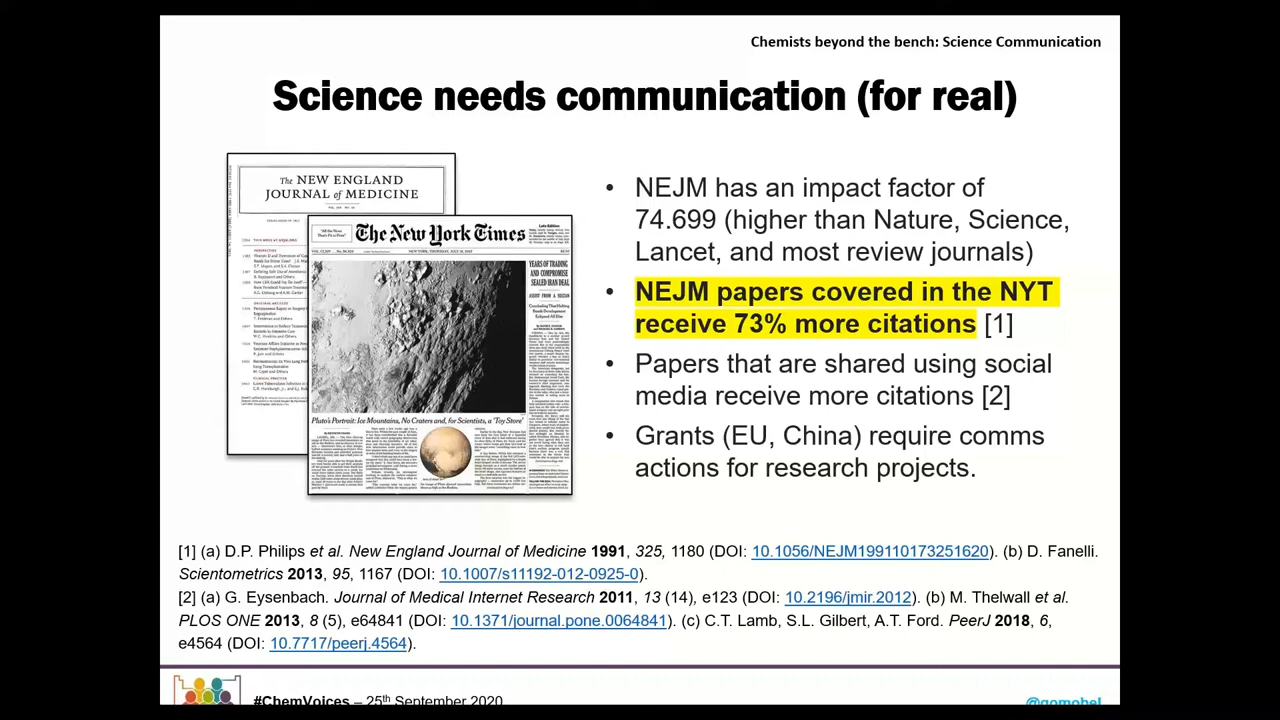 Chemists beyond the bench: Science Communication
Science needs communication (for real)
The NEW ENGLAND
JOURNAL of MEDICINE
The New York Times
YEARS OF TRADING
AND COMPROMISE
SEALED IRAN DEAL
Pluto's Portrait: Ice Mountains, No Craters and, for Scientists, a 'Toy Store'
• NEJM has an impact factor of
74.699 (higher than Nature, Science,
Lancet, and most review journals)
• NEJM papers covered in the NYT
receive 73% more citations [1]
• Papers that are shared using social
media receive more citations [2]
• Grants (EU, China) require comms
actions for research projects.
[1] (a) D.P. Philips et al. New England Journal of Medicine 1991, 325, 1180 (DOI: 10.1056/NEJM199110173251620). (b) D. Fanelli.
Scientometrics 2013, 95, 1167 (DOI: 10.1007/s11192-012-0925-0).
[2] (a) G. Eysenbach. Journal of Medical Internet Research 2011, 13 (14), e123 (DOI: 10.2196/jmir.2012). (b) M. Thelwall et al.
PLOS ONE 2013, 8 (5), e64841 (DOI: 10.1371/journal.pone.0064841). (c) C.T. Lamb, S.L. Gilbert, A.T. Ford. PeerJ 2018, 6,
e4564 (DOI: 10.7717/peerj.4564).
#ChemVoices – 25th September 2020
@gomobel